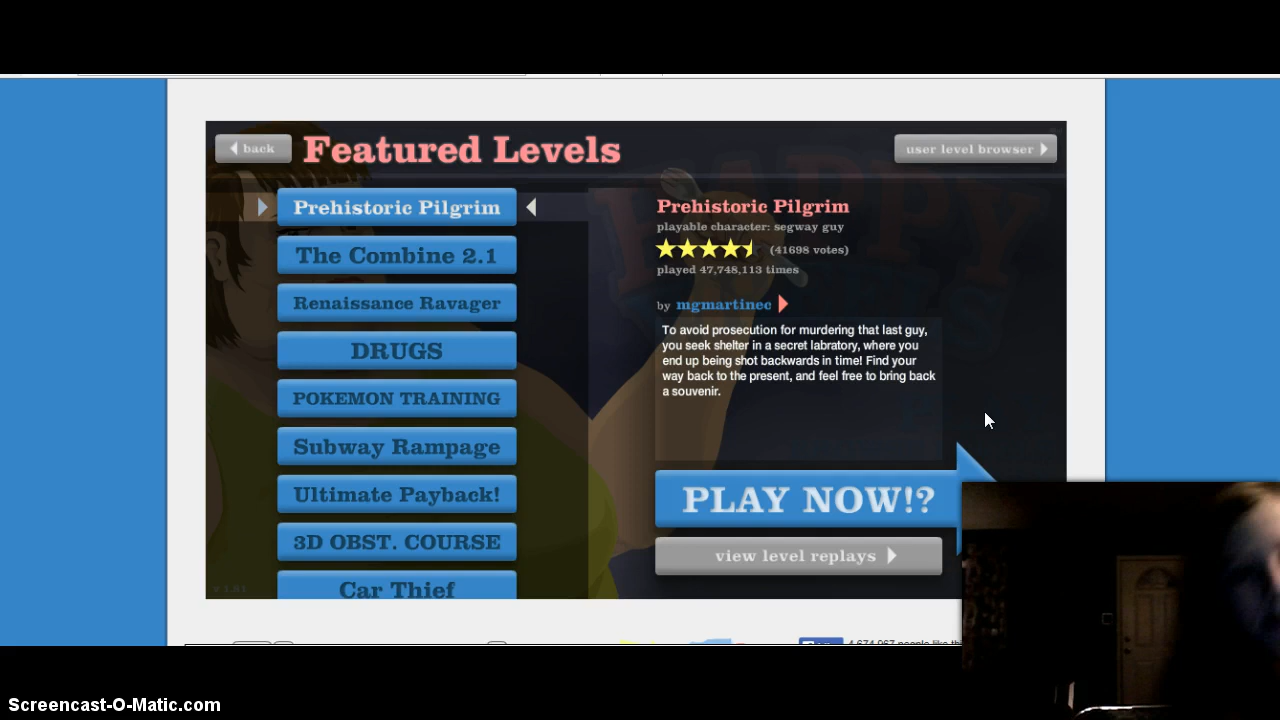 back
Featured Levels
user level browser
Prehistoric Pilgrim
The Combine 2.1
Renaissance Ravager
DRUGS
POKEMON TRAINING
Subway Rampage
Ultimate Payback!
3D OBST. COURSE
Car Thief
Prehistoric Pilgrim
playable character: segway guy
(41698 votes)
played 47,748,113 times
by mgmartinec
To avoid prosecution for murdering that last guy,
you seek shelter in a secret labratory, where you
end up being shot backwards in time! Find your
way back to the present, and feel free to bring back
a souvenir.
PLAY NOW!?
view level replays
Screencast-O-Matic.com